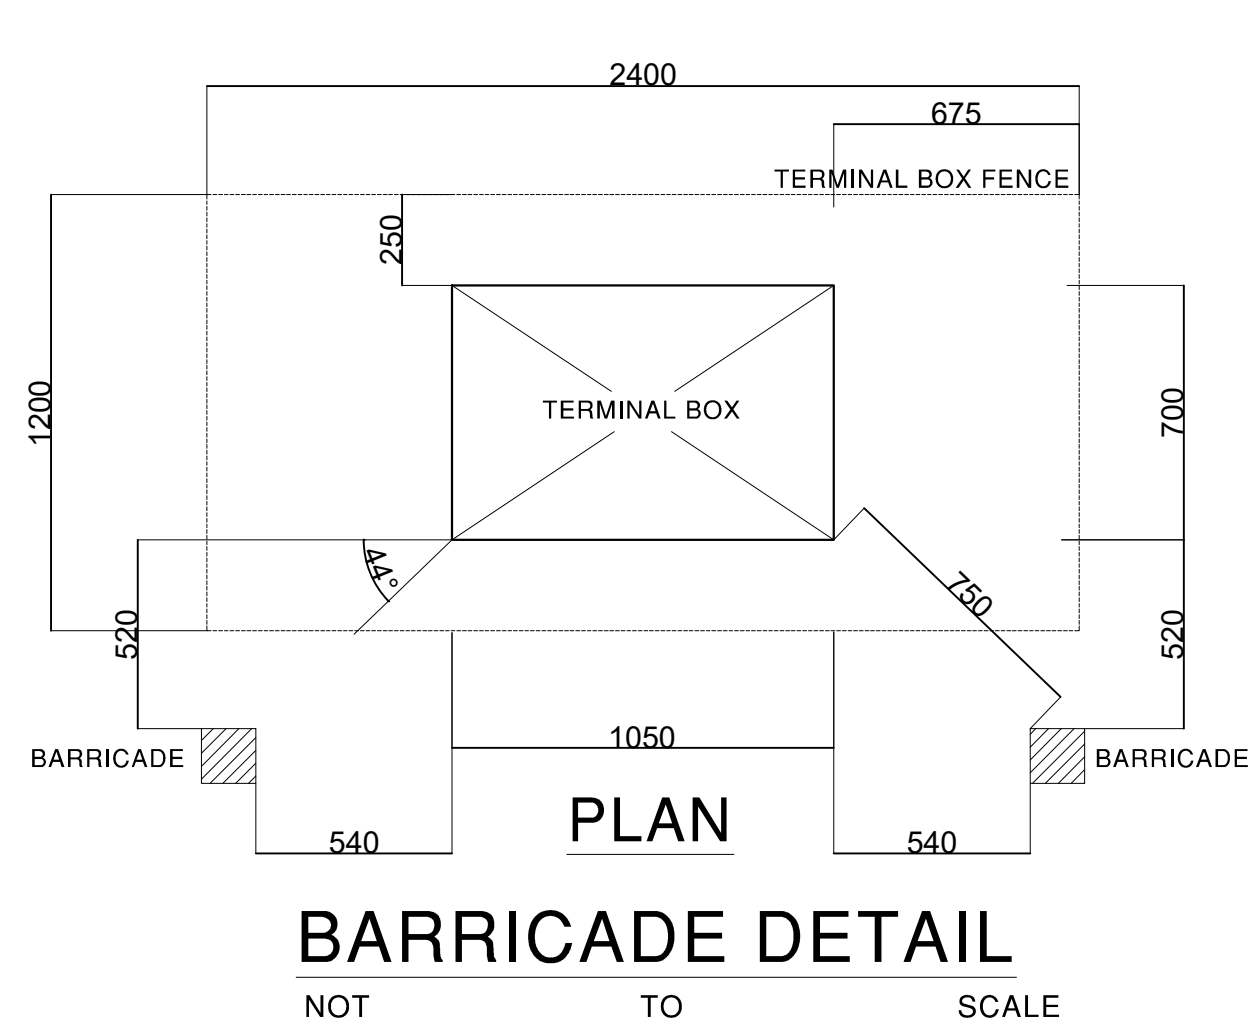 2400
675
TERMINAL BOX FENCE
250
1200
700
TERMINAL BOX
44°
750
520
520
1050
BARRICADE
BARRICADE
PLAN
540
540
BARRICADE DETAIL
NOT TO SCALE